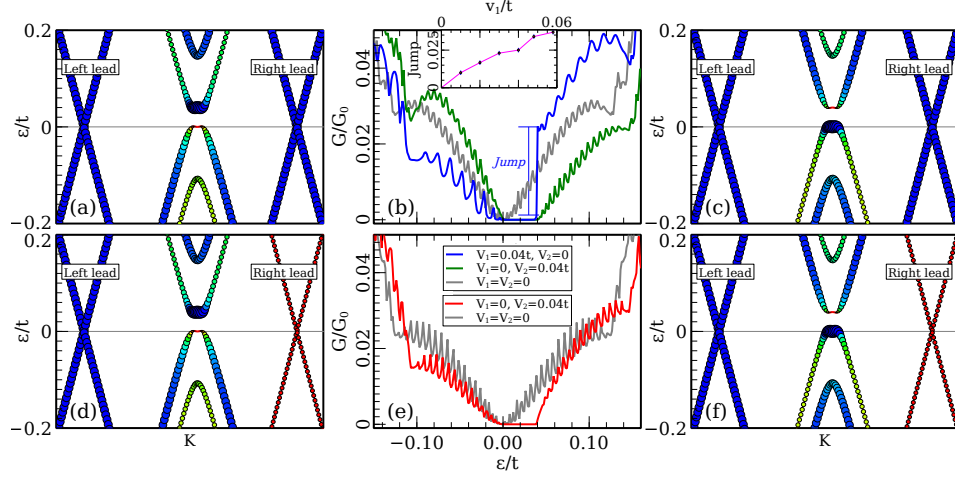 v₁/t
0 0.06
Jump
0 0.025
0.2
ε/t
0
−0.2
Left lead
Right lead
(a)
G/G₀
0.04
0.02
0
Jump
(b)
0.2
ε/t
0
−0.2
Left lead
Right lead
(c)
0.2
ε/t
0
−0.2
Left lead
Right lead
(d)
K
G/G₀
0.04
0.02
0
V₁=0.04t, V₂=0
V₁=0, V₂=0.04t
V₁=V₂=0
V₁=0, V₂=0.04t
V₁=V₂=0
(e)
−0.10 0.00 0.10
ε/t
0.2
ε/t
0
−0.2
Left lead
Right lead
(f)
K